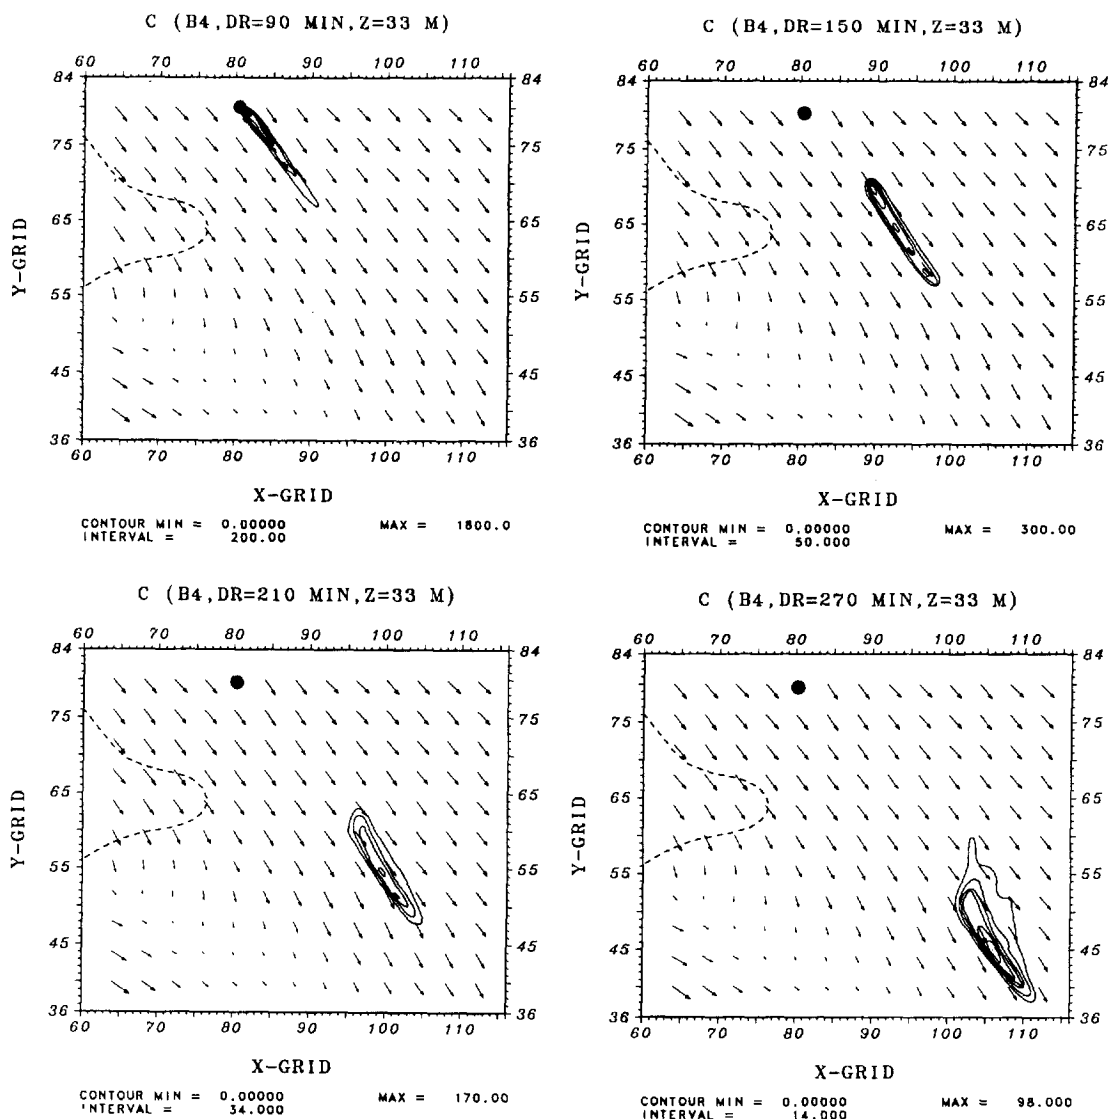 C (B4,DR=90 MIN,Z=33 M)
60 70 80 90 100 110
84 75 65 55 45 36
84 75 65 55 45 36
Y-GRID
60 70 80 90 100 110
X-GRID
CONTOUR MIN = 0.00000 MAX = 1800.0
INTERVAL = 200.00
C (B4,DR=150 MIN,Z=33 M)
60 70 80 90 100 110
84 75 65 55 45 36
84 75 65 55 45 36
Y-GRID
60 70 80 90 100 110
X-GRID
CONTOUR MIN = 0.00000 MAX = 300.00
INTERVAL = 50.000
C (B4,DR=210 MIN,Z=33 M)
60 70 80 90 100 110
84 75 65 55 45 36
84 75 65 55 45 36
Y-GRID
60 70 80 90 100 110
X-GRID
CONTOUR MIN = 0.00000 MAX = 170.00
INTERVAL = 34.000
C (B4,DR=270 MIN,Z=33 M)
60 70 80 90 100 110
84 75 65 55 45 36
84 75 65 55 45 36
Y-GRID
60 70 80 90 100 110
X-GRID
CONTOUR MIN = 0.00000 MAX = 98.000
INTERVAL = 14.000